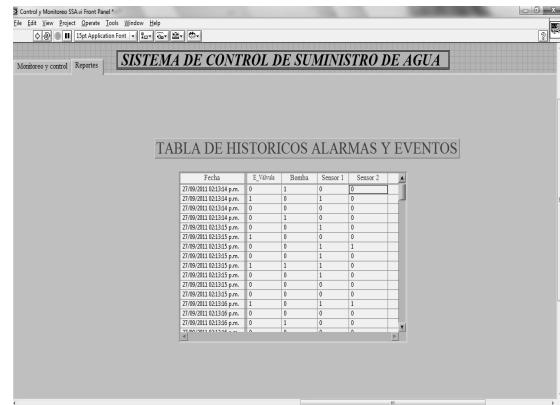 Control y Monitoreo SSA.vi Front Panel *
File Edit View Project Operate Tools Window Help
15pt Application Font
SISTEMA DE CONTROL DE SUMINISTRO DE AGUA
Monitoreo y control Reportes
TABLA DE HISTORICOS ALARMAS Y EVENTOS
Fecha E_Válvula Bomba Sensor 1 Sensor 2
27/09/2011 02:13:14 p.m. 0 1 0 0
27/09/2011 02:13:14 p.m. 1 0 1 0
27/09/2011 02:13:14 p.m. 0 0 0 0
27/09/2011 02:13:14 p.m. 0 1 0 0
27/09/2011 02:13:15 p.m. 0 0 1 0
27/09/2011 02:13:15 p.m. 1 0 0 0
27/09/2011 02:13:15 p.m. 0 0 1 1
27/09/2011 02:13:15 p.m. 0 0 1 0
27/09/2011 02:13:15 p.m. 1 1 1 0
27/09/2011 02:13:15 p.m. 0 0 1 0
27/09/2011 02:13:15 p.m. 0 0 0 0
27/09/2011 02:13:15 p.m. 0 0 0 0
27/09/2011 02:13:16 p.m. 1 0 1 1
27/09/2011 02:13:16 p.m. 0 0 0 0
27/09/2011 02:13:16 p.m. 0 1 0 0